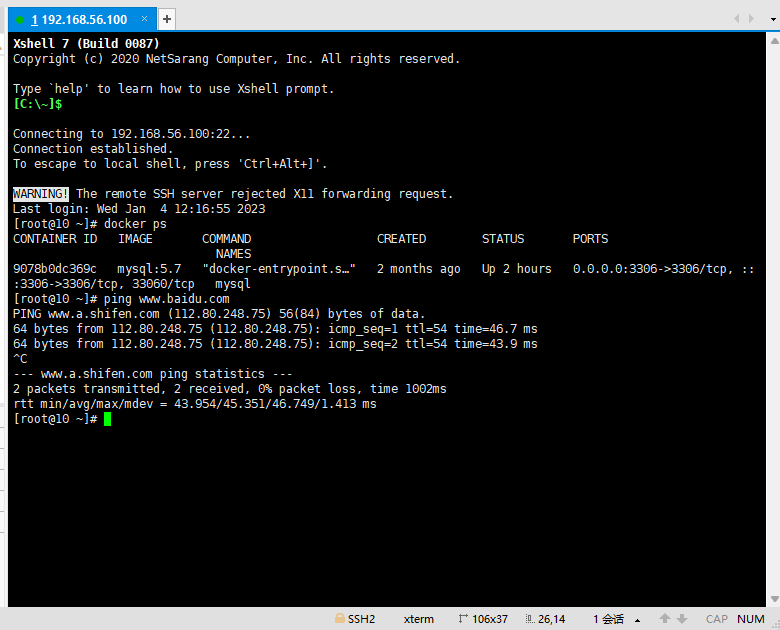 1 192.168.56.100 × +
Xshell 7 (Build 0087)
Copyright (c) 2020 NetSarang Computer, Inc. All rights reserved.
Type `help' to learn how to use Xshell prompt.
[C:\~]$
Connecting to 192.168.56.100:22...
Connection established.
To escape to local shell, press 'Ctrl+Alt+]'.
WARNING! The remote SSH server rejected X11 forwarding request.
Last login: Wed Jan  4 12:16:55 2023
[root@10 ~]# docker ps
CONTAINER ID   IMAGE       COMMAND                  CREATED        STATUS       PORTS
                             NAMES
9078b0dc369c   mysql:5.7   "docker-entrypoint.s…"   2 months ago   Up 2 hours   0.0.0.0:3306->3306/tcp, ::
:3306->3306/tcp, 33060/tcp   mysql
[root@10 ~]# ping www.baidu.com
PING www.a.shifen.com (112.80.248.75) 56(84) bytes of data.
64 bytes from 112.80.248.75 (112.80.248.75): icmp_seq=1 ttl=54 time=46.7 ms
64 bytes from 112.80.248.75 (112.80.248.75): icmp_seq=2 ttl=54 time=43.9 ms
^C
--- www.a.shifen.com ping statistics ---
2 packets transmitted, 2 received, 0% packet loss, time 1002ms
rtt min/avg/max/mdev = 43.954/45.351/46.749/1.413 ms
[root@10 ~]#
SSH2 xterm 106x37 26,14 1 会话 CAP NUM